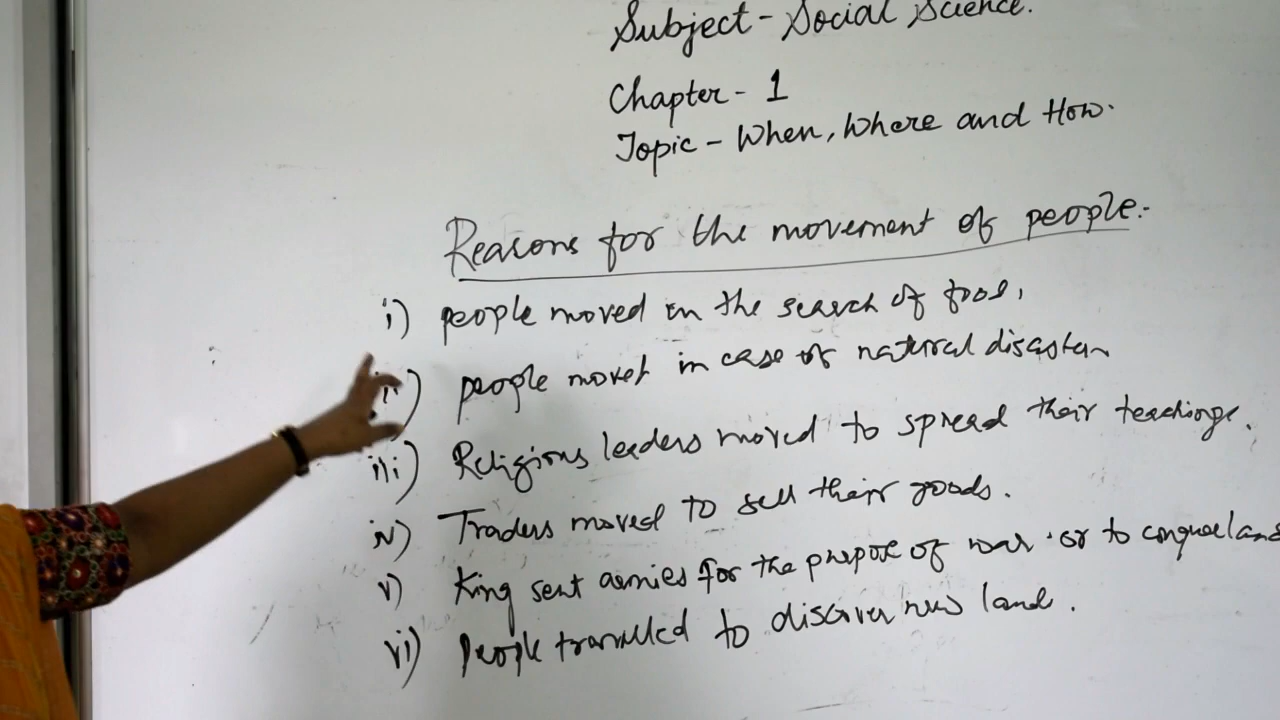 Subject - Social Science.
Chapter - 1
Topic - When, Where and How.
Reasons for the movement of people:-
i) people moved in the search of food,
ii) people moved in case of natural disaster
iii) Religious leaders moved to spread their teachings.
iv) Traders moved to sell their goods.
v) King sent armies for the purpose of war or to conquer land
vi) People travelled to discover new land.